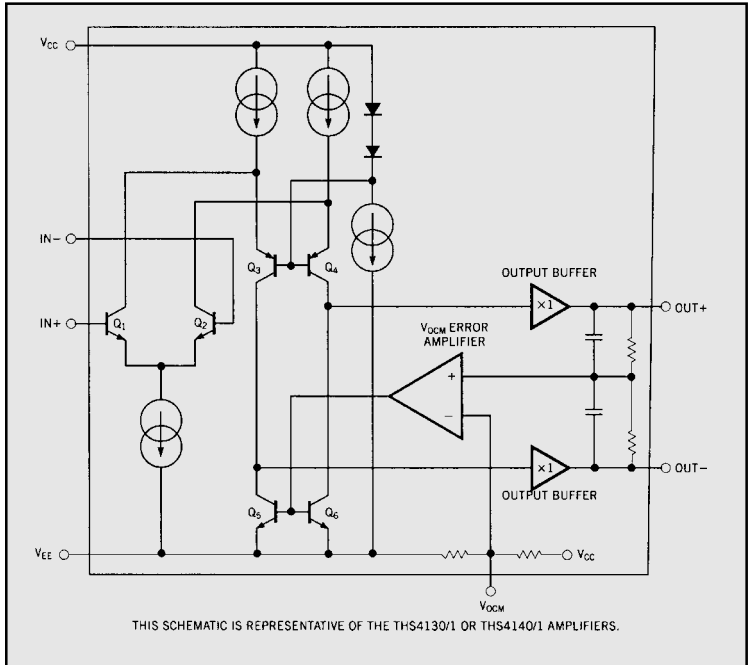 VCC
IN-
IN+
Q1
Q2
Q3
Q4
OUTPUT BUFFER
×1
OUT+
VOCM ERROR
AMPLIFIER
+
−
×1
OUT−
OUTPUT BUFFER
Q5
Q6
VEE
VCC
VOCM
THIS SCHEMATIC IS REPRESENTATIVE OF THE THS4130/1 OR THS4140/1 AMPLIFIERS.